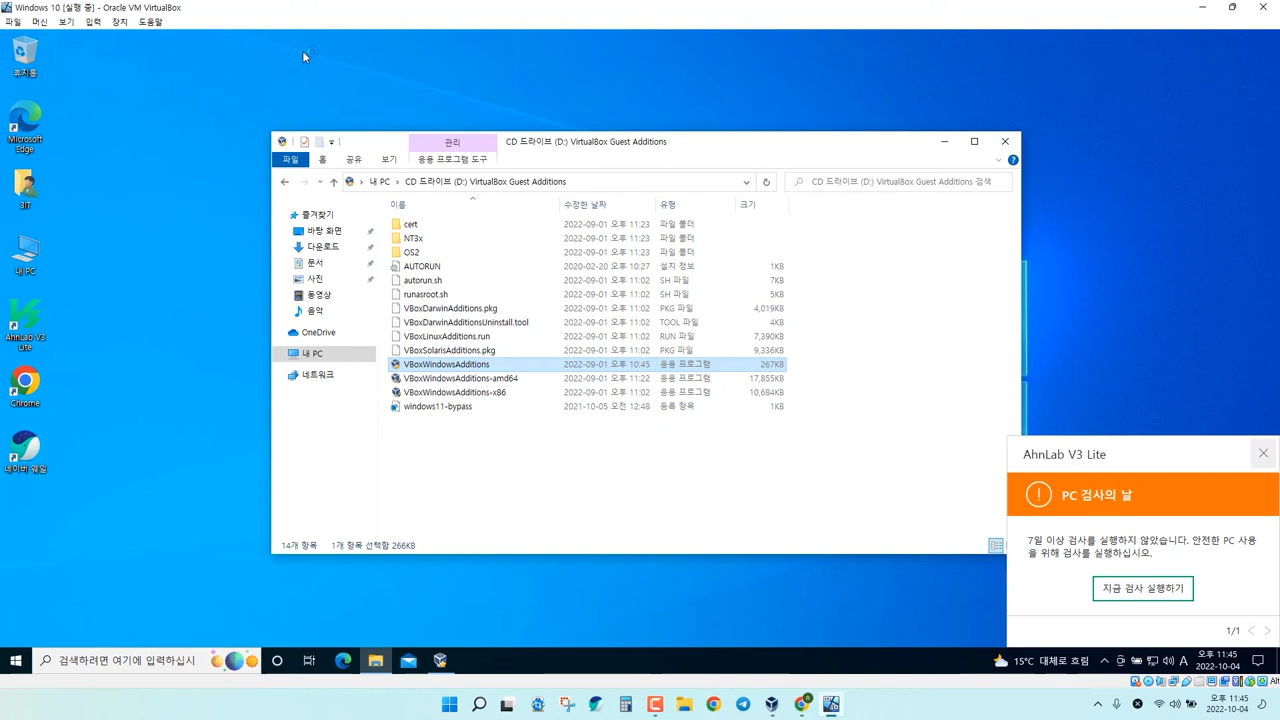 Windows 10 [실행 중] - Oracle VM VirtualBox
파일 머신 보기 입력 장치 도움말
휴지통
Microsoft Edge
3IT
내 PC
AhnLab V3 Lite
Chrome
네이버 웨일
관리
CD 드라이브 (D:) VirtualBox Guest Additions
파일 홈 공유 보기 응용 프로그램 도구
내 PC > CD 드라이브 (D:) VirtualBox Guest Additions
CD 드라이브 (D:) VirtualBox Guest Additions 검색
즐겨찾기
바탕 화면
다운로드
문서
사진
동영상
음악
OneDrive
내 PC
네트워크
이름 수정한 날짜 유형 크기
cert 2022-09-01 오후 11:23 파일 폴더
NT3x 2022-09-01 오후 11:23 파일 폴더
OS2 2022-09-01 오후 11:23 파일 폴더
AUTORUN 2020-02-20 오후 10:27 설치 정보 1KB
autorun.sh 2022-09-01 오후 11:02 SH 파일 7KB
runasroot.sh 2022-09-01 오후 11:02 SH 파일 5KB
VBoxDarwinAdditions.pkg 2022-09-01 오후 11:02 PKG 파일 4,019KB
VBoxDarwinAdditionsUninstall.tool 2022-09-01 오후 11:02 TOOL 파일 4KB
VBoxLinuxAdditions.run 2022-09-01 오후 11:02 RUN 파일 7,390KB
VBoxSolarisAdditions.pkg 2022-09-01 오후 11:02 PKG 파일 9,336KB
VBoxWindowsAdditions 2022-09-01 오후 10:45 응용 프로그램 267KB
VBoxWindowsAdditions-amd64 2022-09-01 오후 11:22 응용 프로그램 17,855KB
VBoxWindowsAdditions-x86 2022-09-01 오후 11:02 응용 프로그램 10,684KB
windows11-bypass 2021-10-05 오전 12:48 등록 항목 1KB
14개 항목 1개 항목 선택함 266KB
AhnLab V3 Lite
PC 검사의 날
7일 이상 검사를 실행하지 않았습니다. 안전한 PC 사용
을 위해 검사를 실행하십시오.
지금 검사 실행하기
1/1
검색하려면 여기에 입력하십시
15°C 대체로 흐림
A
오후 11:45
2022-10-04
Alt
오후 11:45
2022-10-04